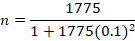 n = 1775 / 1 + 1775(0.1)²